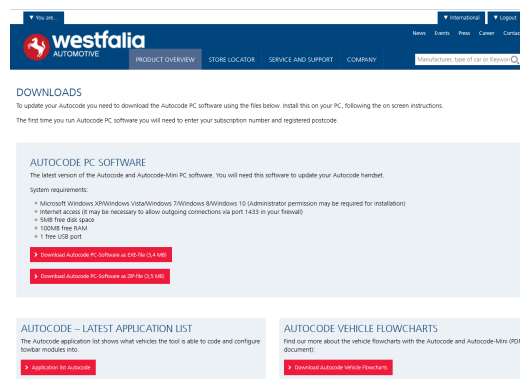 ▼ You are... ▼ International ▼ Logout
News Events Press Career Contac
westfalia
AUTOMOTIVE
PRODUCT OVERVIEW STORE LOCATOR SERVICE AND SUPPORT COMPANY
Manufacturer, type of car or Keywor
DOWNLOADS
To update your Autocode you need to download the Autocode PC software using the files below. Install this on your PC, following the on screen instructions.
The first time you run Autocode PC software you will need to enter your subscription number and registered postcode.
AUTOCODE PC SOFTWARE
The latest version of the Autocode and Autocode-Mini PC software. You will need this software to update your Autocode handset.
System requirements:
Microsoft Windows XP/Windows Vista/Windows 7/Windows 8/Windows 10 (Administrator permission may be required for installation)
Internet access (it may be necessary to allow outgoing connections via port 1433 in your firewall)
5MB free disk space
100MB free RAM
1 free USB port
Download Autocode PC-Software as EXE-file (3,4 MB)
Download Autocode PC-Software as ZIP-file (3,5 MB)
AUTOCODE – LATEST APPLICATION LIST AUTOCODE VEHICLE FLOWCHARTS
The Autocode application list shows what vehicles the tool is able to code and configure
towbar modules into.
Find our more about the vehicle flowcharts with the Autocode and Autocode-Mini (PDF
document):
Application list Autocode
Download Autocode Vehicle Flowcharts